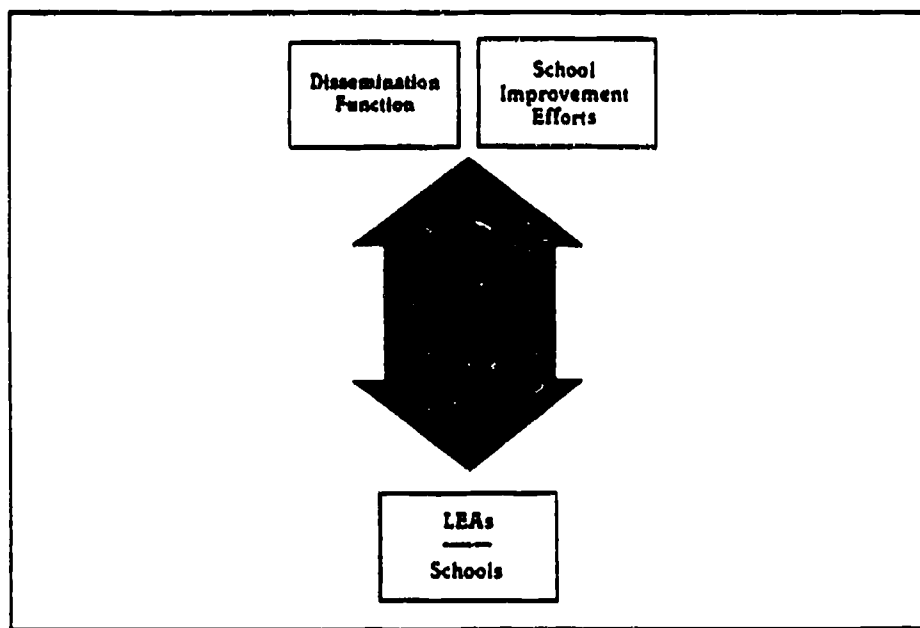 Dissemination
Function
School
Improvement
Efforts
LEAs
Schools